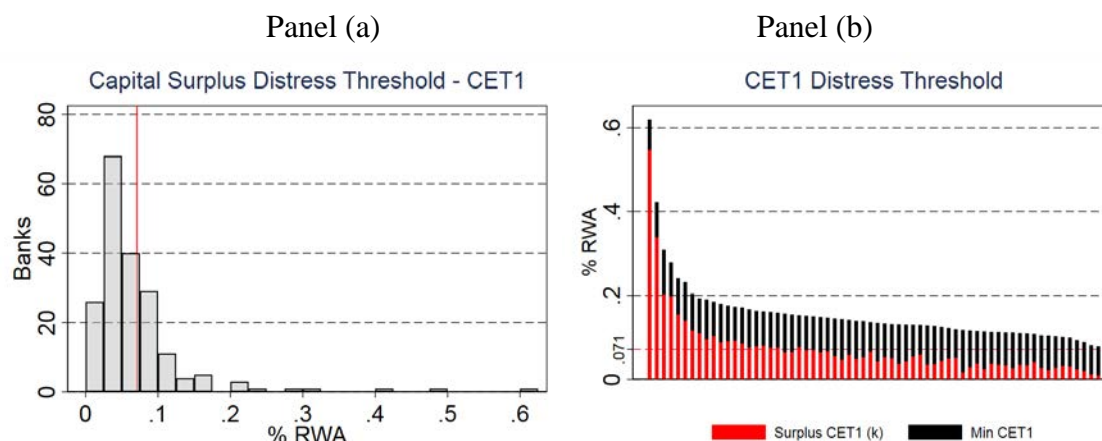 Panel (a)
Panel (b)
Capital Surplus Distress Threshold - CET1
80
60
40
20
0
Banks
0 .1 .2 .3 .4 .5 .6
% RWA
CET1 Distress Threshold
.6
.4
.2
.071
0
% RWA
Surplus CET1 (k) Min CET1